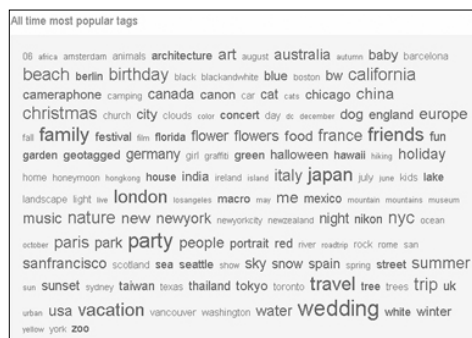 All time most popular tags
06 africa amsterdam animals architecture art august australia autumn baby barcelona
beach berlin birthday black blackandwhite blue boston bw california
cameraphone camping canada canon car cat cats chicago china
christmas church city clouds color concert day dc december dog england europe
fall family festival film florida flower flowers food france friends fun
garden geotagged germany girl graffiti green halloween hawaii hiking holiday
home honeymoon hongkong house india ireland island italy japan july june kids lake
landscape light live london losangeles macro may me mexico mountain mountains museum
music nature new newyork newyorkcity newzealand night nikon nyc ocean
october paris park party people portrait red river roadtrip rock rome san
sanfrancisco scotland sea seattle show sky snow spain spring street summer
sun sunset sydney taiwan texas thailand tokyo toronto travel tree trees trip uk
urban usa vacation vancouver washington water wedding white winter
yellow york zoo